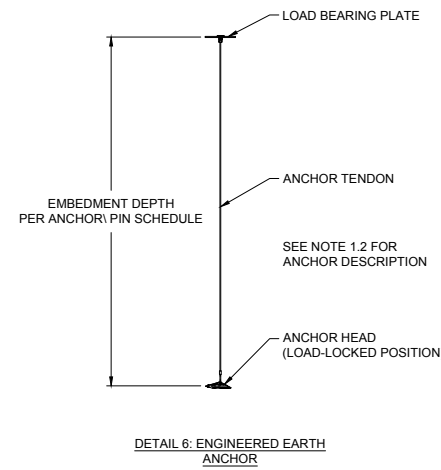 LOAD BEARING PLATE
EMBEDMENT DEPTH
PER ANCHOR\ PIN SCHEDULE
ANCHOR TENDON
SEE NOTE 1.2 FOR
ANCHOR DESCRIPTION
ANCHOR HEAD
(LOAD-LOCKED POSITION
DETAIL 6: ENGINEERED EARTH
ANCHOR